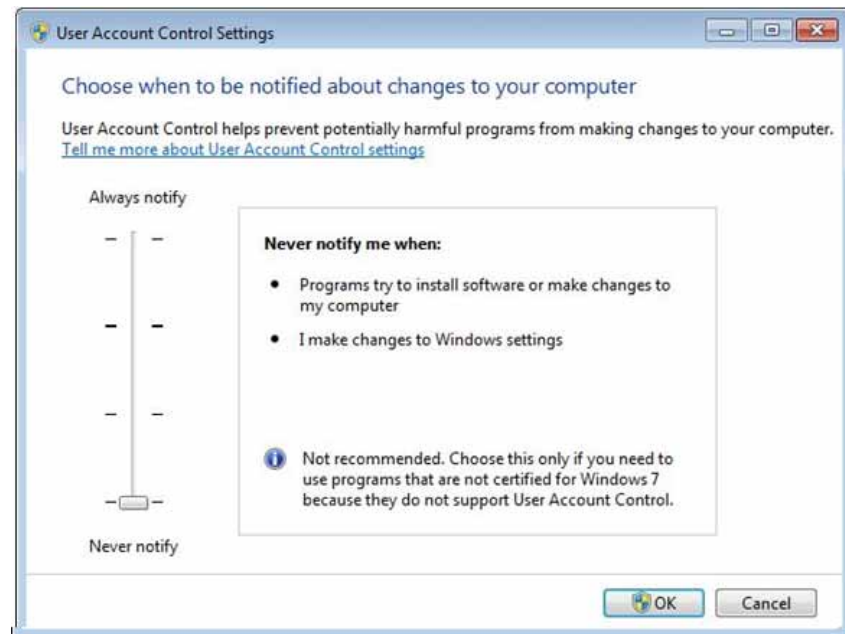 User Account Control Settings
Choose when to be notified about changes to your computer
User Account Control helps prevent potentially harmful programs from making changes to your computer.
Tell me more about User Account Control settings
Always notify
Never notify me when:
• Programs try to install software or make changes to
my computer
• I make changes to Windows settings
Not recommended. Choose this only if you need to
use programs that are not certified for Windows 7
because they do not support User Account Control.
Never notify
OK
Cancel